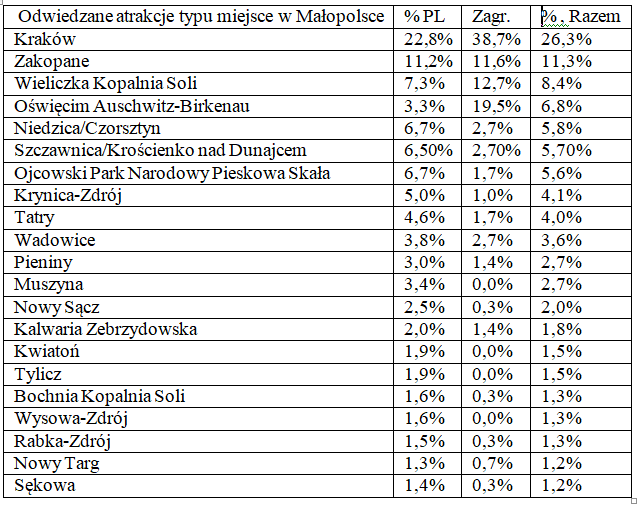 Odwiedzane atrakcje typu miejsce w Małopolsce % PL Zagr. % , Razem
Kraków 22,8% 38,7% 26,3%
Zakopane 11,2% 11,6% 11,3%
Wieliczka Kopalnia Soli 7,3% 12,7% 8,4%
Oświęcim Auschwitz-Birkenau 3,3% 19,5% 6,8%
Niedzica/Czorsztyn 6,7% 2,7% 5,8%
Szczawnica/Krościenko nad Dunajcem 6,50% 2,70% 5,70%
Ojcowski Park Narodowy Pieskowa Skała 6,7% 1,7% 5,6%
Krynica-Zdrój 5,0% 1,0% 4,1%
Tatry 4,6% 1,7% 4,0%
Wadowice 3,8% 2,7% 3,6%
Pieniny 3,0% 1,4% 2,7%
Muszyna 3,4% 0,0% 2,7%
Nowy Sącz 2,5% 0,3% 2,0%
Kalwaria Zebrzydowska 2,0% 1,4% 1,8%
Kwiatoń 1,9% 0,0% 1,5%
Tylicz 1,9% 0,0% 1,5%
Bochnia Kopalnia Soli 1,6% 0,3% 1,3%
Wysowa-Zdrój 1,6% 0,0% 1,3%
Rabka-Zdrój 1,5% 0,3% 1,3%
Nowy Targ 1,3% 0,7% 1,2%
Sękowa 1,4% 0,3% 1,2%